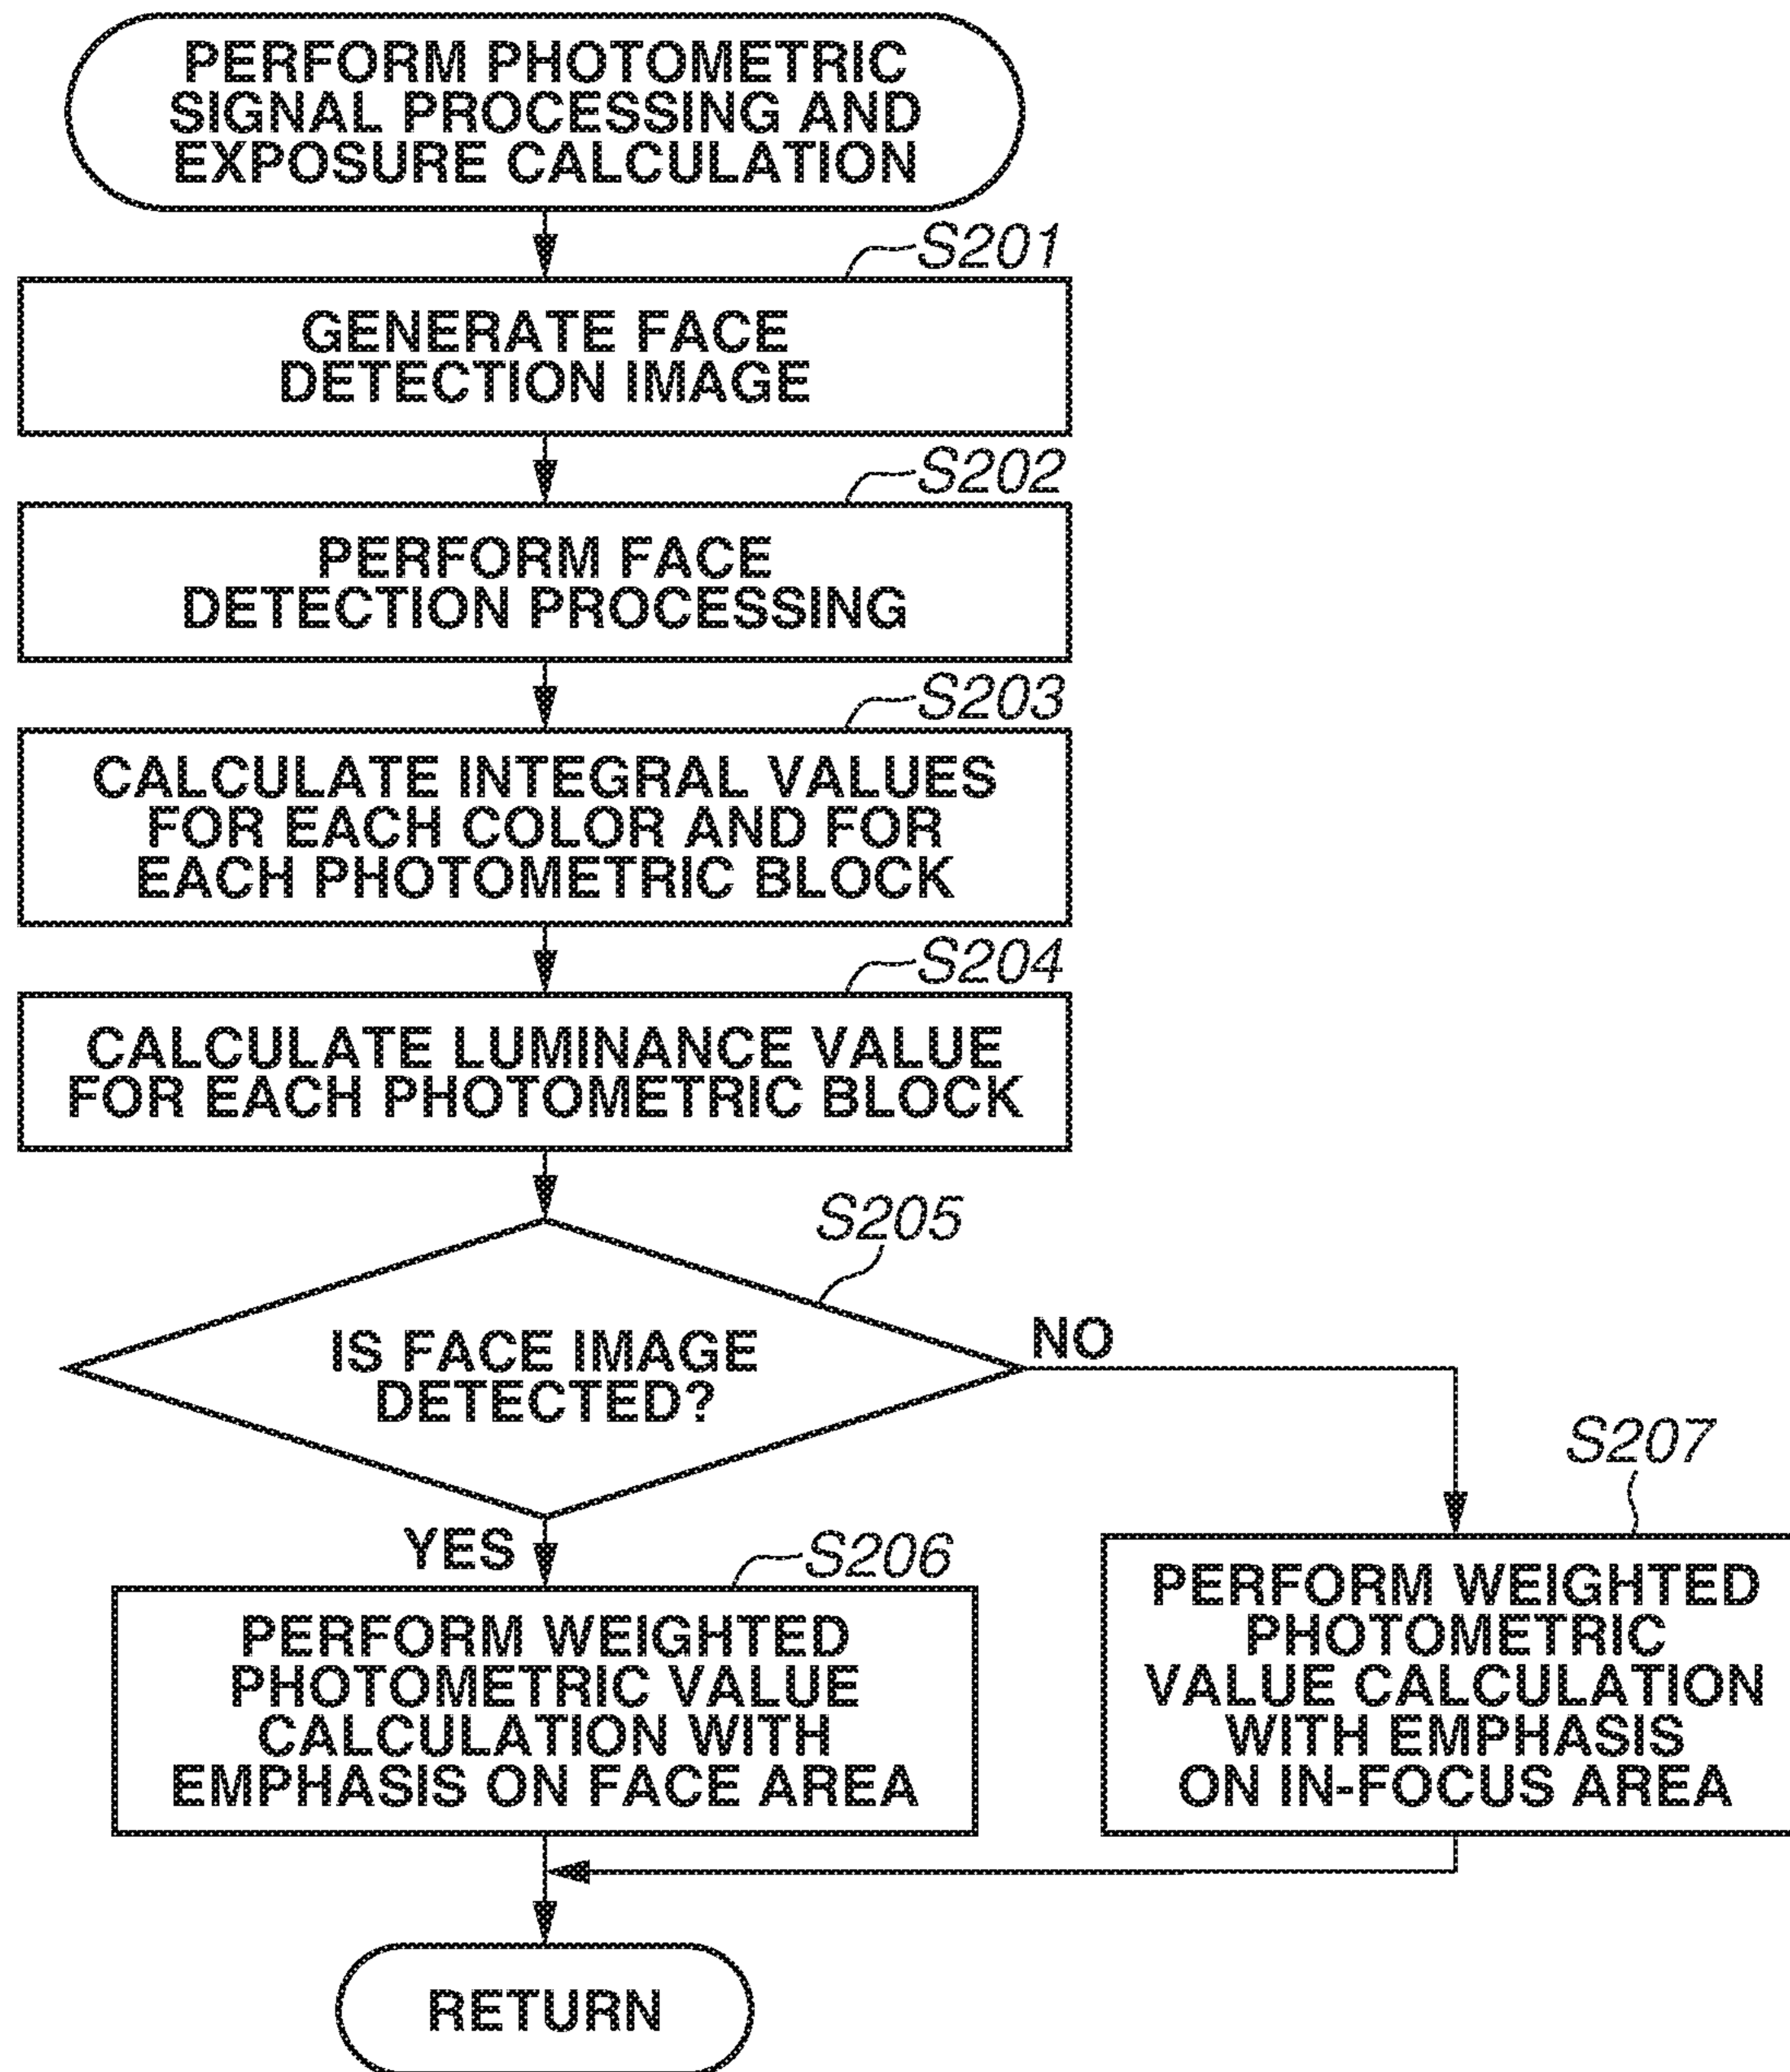 PERFORM PHOTOMETRIC
SIGNAL PROCESSING AND
EXPOSURE CALCULATION
S201
GENERATE FACE
DETECTION IMAGE
S202
PERFORM FACE
DETECTION PROCESSING
S203
CALCULATE INTEGRAL VALUES
FOR EACH COLOR AND FOR
EACH PHOTOMETRIC BLOCK
S204
CALCULATE LUMINANCE VALUE
FOR EACH PHOTOMETRIC BLOCK
S205
IS FACE IMAGE
DETECTED?
NO
YES
S206
PERFORM WEIGHTED
PHOTOMETRIC VALUE
CALCULATION WITH
EMPHASIS ON FACE AREA
S207
PERFORM WEIGHTED
PHOTOMETRIC
VALUE CALCULATION
WITH EMPHASIS
ON IN-FOCUS AREA
RETURN